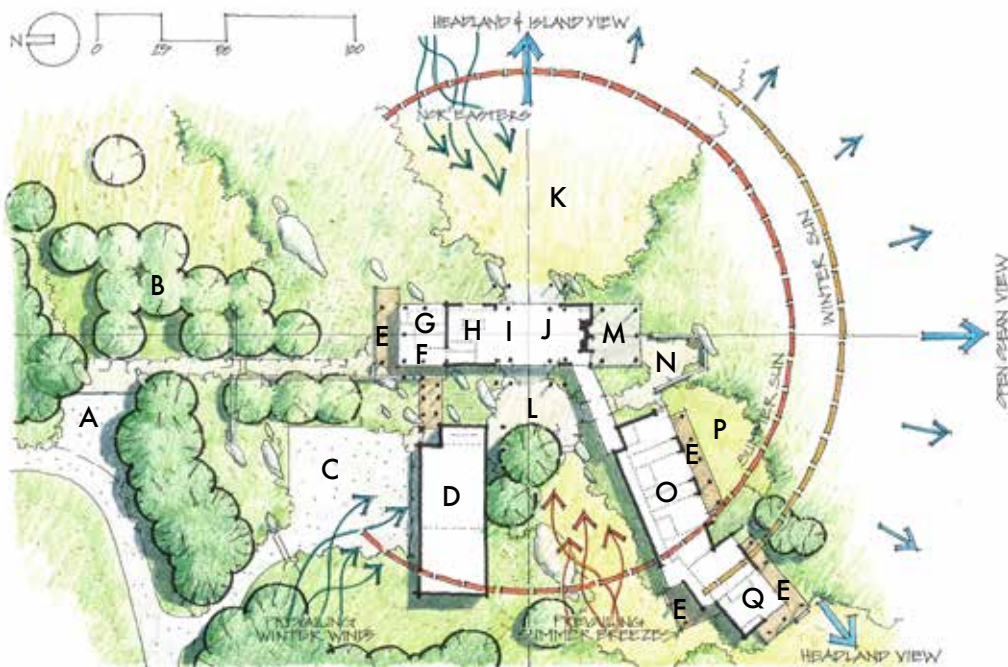 HEADLAND & ISLAND VIEW
N
0 25 50 100
NOR'EASTERS
K
WINTER SUN
B
OPEN OCEAN VIEW
E G H I J M
F
N
A
L
SUMMER SUN
P
C
E
D
O
E
Q
E
PREVAILING
WINTER WINDS
PREVAILING
SUMMER BREEZES
HEADLAND VIEW